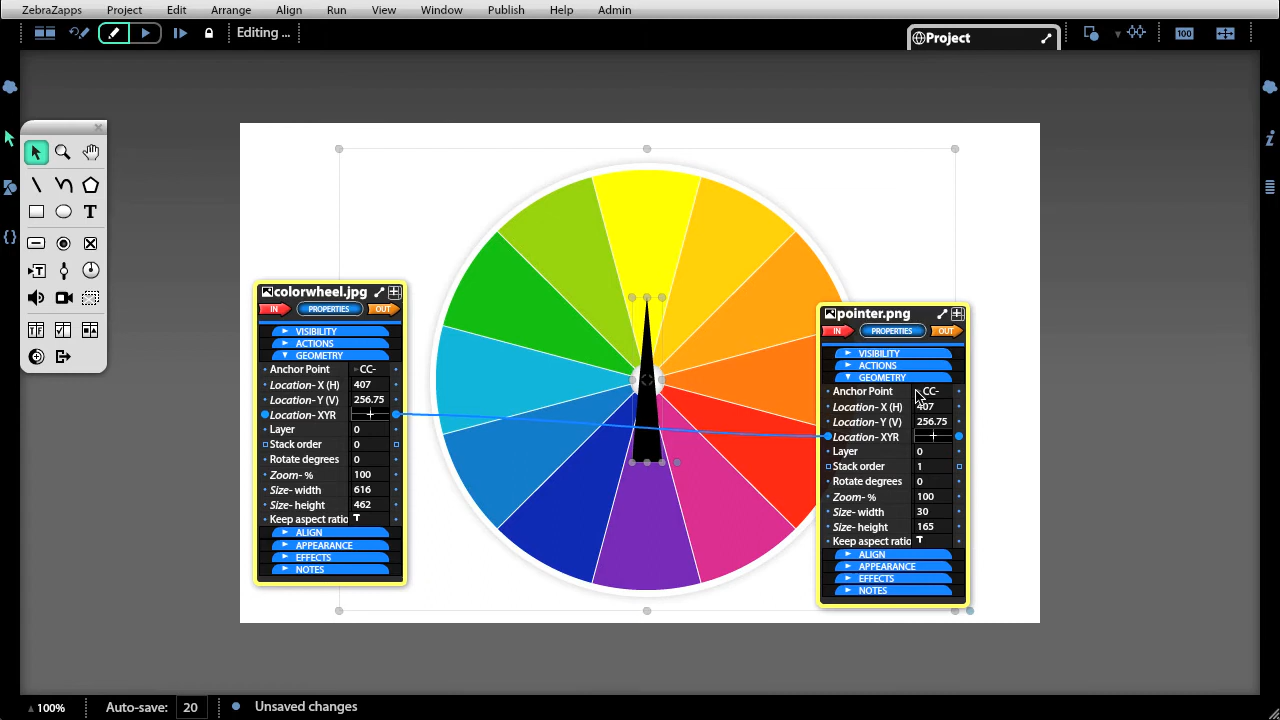 ZebraZapps Project Edit Arrange Align Run View Window Publish Help Admin
Editing ...
Project
100
T
T
colorwheel.jpg
IN PROPERTIES OUT
VISIBILITY
ACTIONS
GEOMETRY
Anchor Point CC-
Location- X (H) 407
Location- Y (V) 256.75
Location- XYR
Layer 0
Stack order 0
Rotate degrees 0
Zoom- % 100
Size- width 616
Size- height 462
Keep aspect ratio T
ALIGN
APPEARANCE
EFFECTS
NOTES
pointer.png
IN PROPERTIES OUT
VISIBILITY
ACTIONS
GEOMETRY
Anchor Point CC-
Location- X (H) 407
Location- Y (V) 256.75
Location- XYR
Layer 0
Stack order 1
Rotate degrees 0
Zoom- % 100
Size- width 30
Size- height 165
Keep aspect ratio T
ALIGN
APPEARANCE
EFFECTS
NOTES
100% Auto-save: 20 Unsaved changes